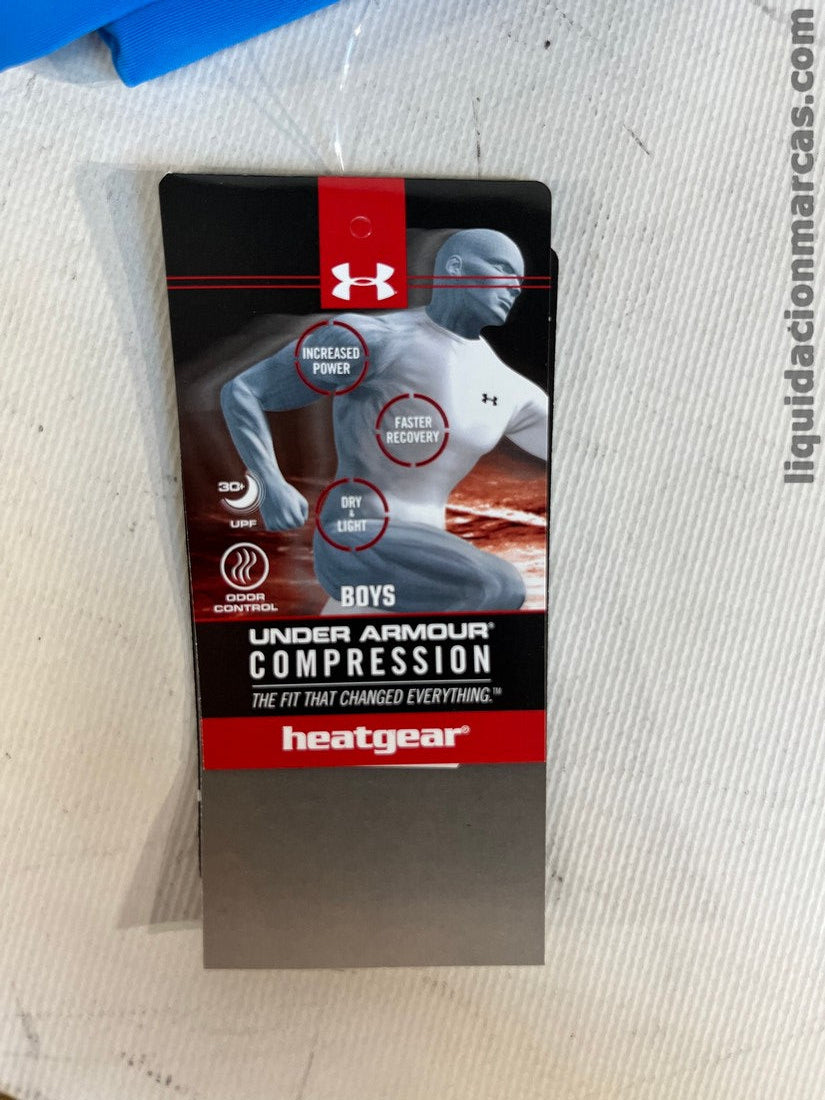 INCREASED
POWER
FASTER
RECOVERY
30+
UPF
DRY
&
LIGHT
ODOR
CONTROL
BOYS
UNDER ARMOUR®
COMPRESSION
THE FIT THAT CHANGED EVERYTHING.™
heatgear®
liquidacionmarcas.com